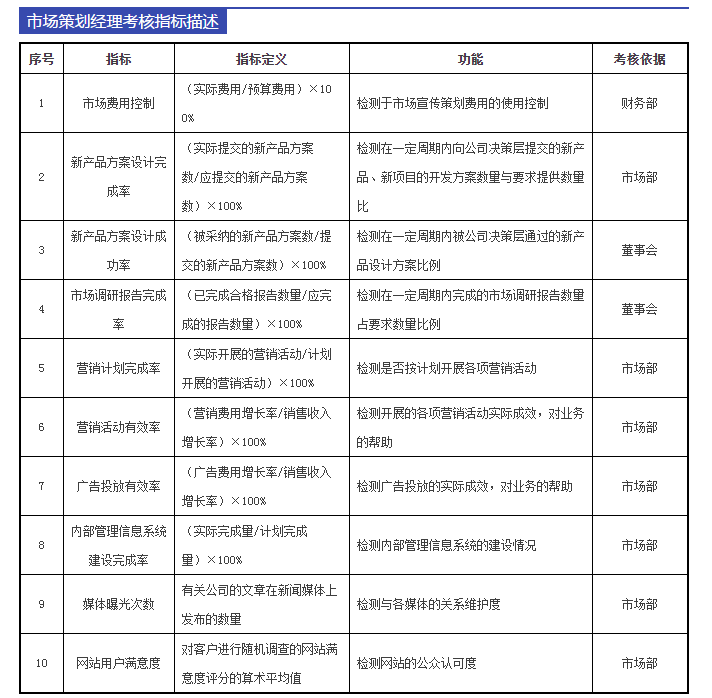 市场策划经理考核指标描述
序号 指标 指标定义 功能 考核依据
1 市场费用控制 (实际费用/预算费用)×10
0% 检测于市场宣传策划费用的使用控制 财务部
2 新产品方案设计完
成率 (实际提交的新产品方案
数/应提交的新产品方案
数)×100% 检测在一定周期内向公司决策层提交的新产
品、新项目的开发方案数量与要求提供数量
比 市场部
3 新产品方案设计成
功率 (被采纳的新产品方案数/提
交的新产品方案数)×100% 检测在一定周期内被公司决策层通过的新产
品设计方案比例 董事会
4 市场调研报告完成
率 (已完成合格报告数量/应完
成的报告数量)×100% 检测在一定周期内完成的市场调研报告数量
占要求数量比例 董事会
5 营销计划完成率 (实际开展的营销活动/计划
开展的营销活动)×100% 检测是否按计划开展各项营销活动 市场部
6 营销活动有效率 (营销费用增长率/销售收入
增长率)×100% 检测开展的各项营销活动实际成效，对业务
的帮助 市场部
7 广告投放有效率 (广告费用增长率/销售收入
增长率)×100% 检测广告投放的实际成效，对业务的帮助 市场部
8 内部管理信息系统
建设完成率 (实际完成量/计划完成
量)×100% 检测内部管理信息系统的建设情况 市场部
9 媒体曝光次数 有关公司的文章在新闻媒体上
发布的数量 检测与各媒体的关系维护度 市场部
10 网站用户满意度 对客户进行随机调查的网站满
意度评分的算术平均值 检测网站的公众认可度 市场部